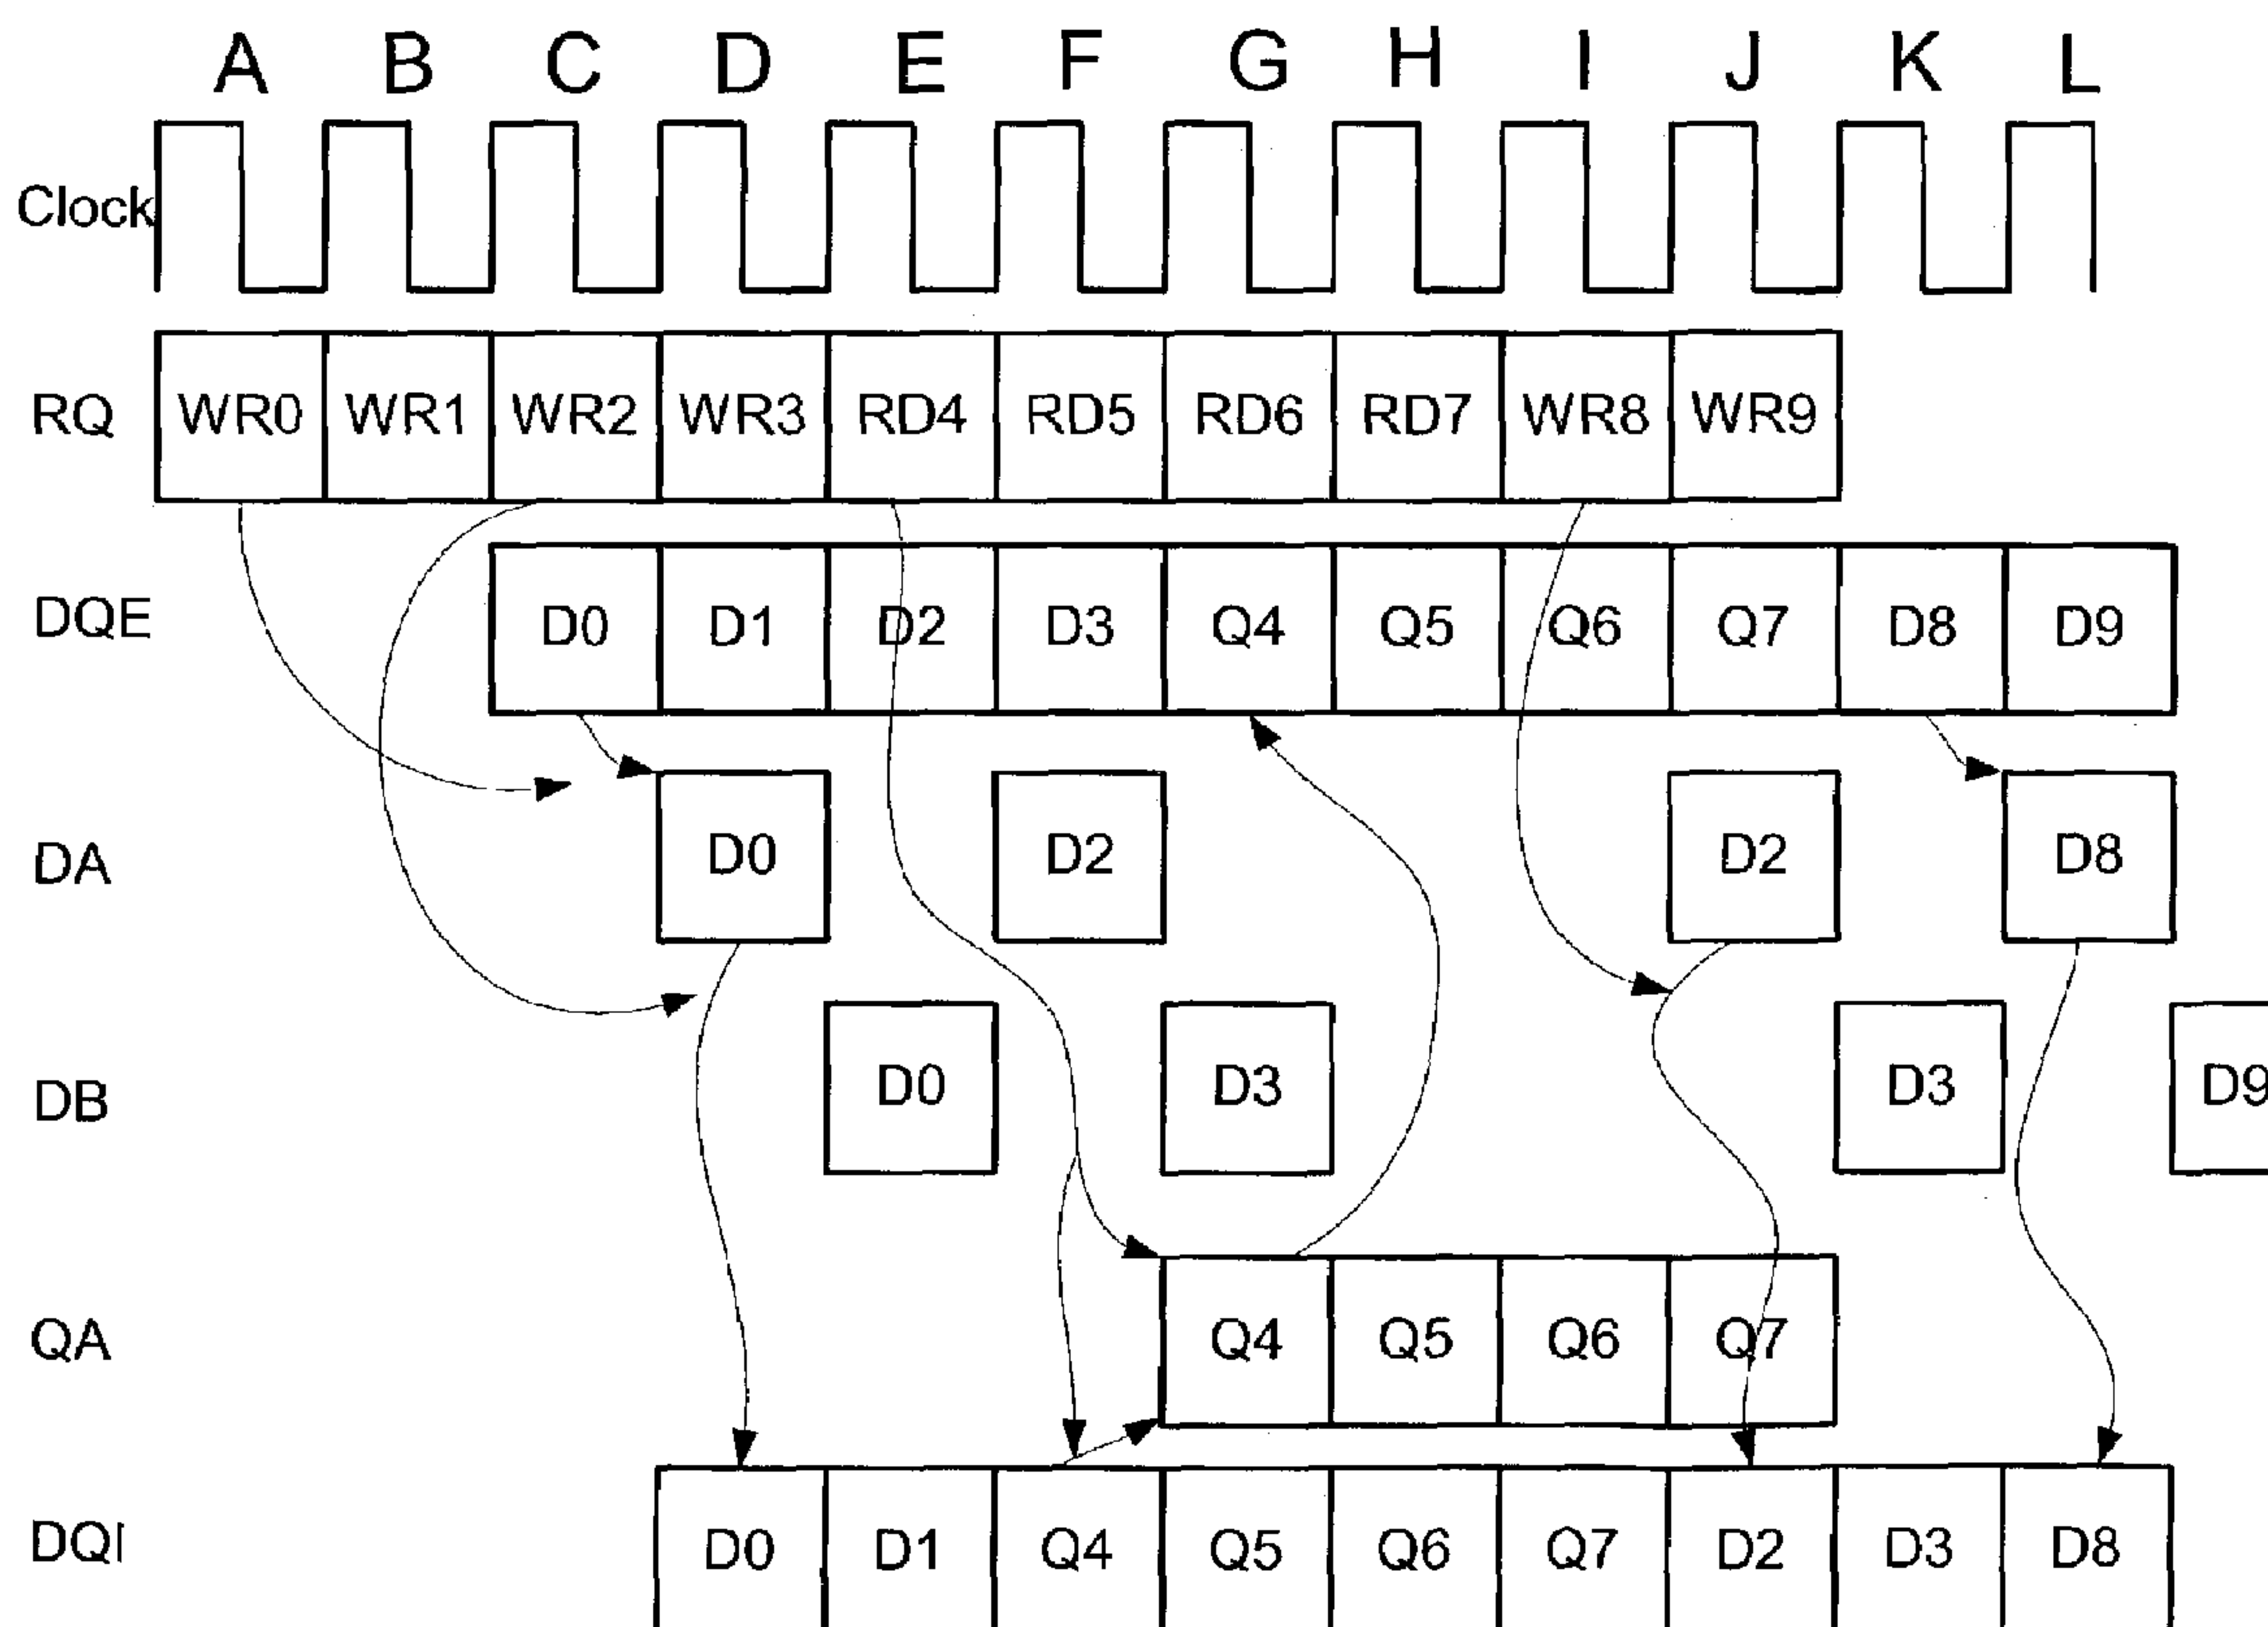 A B C D E F G H I J K L
Clock
RQ WR0 WR1 WR2 WR3 RD4 RD5 RD6 RD7 WR8 WR9
DQE D0 D1 D2 D3 Q4 Q5 Q6 Q7 D8 D9
DA D0 D2 D2 D8
DB D0 D3 D3 D9
QA Q4 Q5 Q6 Q7
DQI D0 D1 Q4 Q5 Q6 Q7 D2 D3 D8